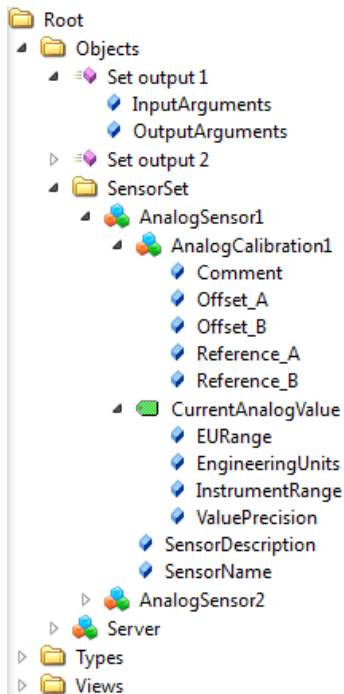 Root
Objects
Set output 1
InputArguments
OutputArguments
Set output 2
SensorSet
AnalogSensor1
AnalogCalibration1
Comment
Offset_A
Offset_B
Reference_A
Reference_B
CurrentAnalogValue
EURange
EngineeringUnits
InstrumentRange
ValuePrecision
SensorDescription
SensorName
AnalogSensor2
Server
Types
Views